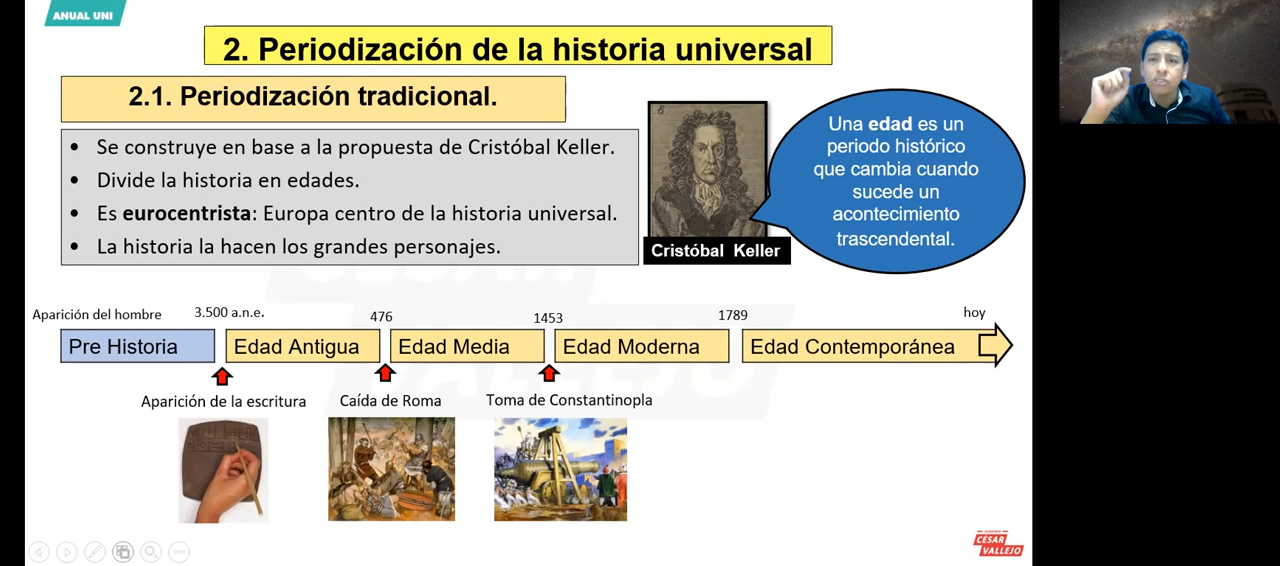 ANUAL UNI
2. Periodización de la historia universal
2.1. Periodización tradicional.
• Se construye en base a la propuesta de Cristóbal Keller.
• Divide la historia en edades.
• Es eurocentrista: Europa centro de la historia universal.
• La historia la hacen los grandes personajes.
Cristóbal Keller
Una edad es un
periodo histórico
que cambia cuando
sucede un
acontecimiento
trascendental.
Aparición del hombre
3.500 a.n.e.
476
1453
1789
hoy
Pre Historia
Edad Antigua
Edad Media
Edad Moderna
Edad Contemporánea
Aparición de la escritura
Caída de Roma
Toma de Constantinopla
CÉSAR
VALLEJO
ACADEMIA
CÉSAR
VALLEJO